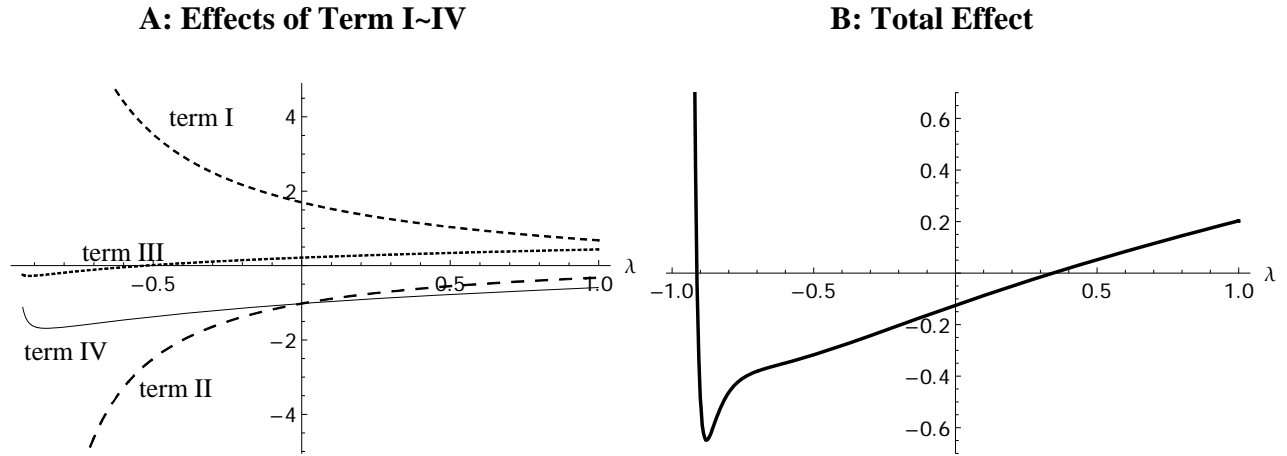 A: Effects of Term I~IV
B: Total Effect
term I
term III
term IV
term II
4
2
−2
−4
−0.5
0.5
1.0
λ
0.6
0.4
0.2
−0.2
−0.4
−0.6
−1.0
−0.5
0.5
1.0
λ